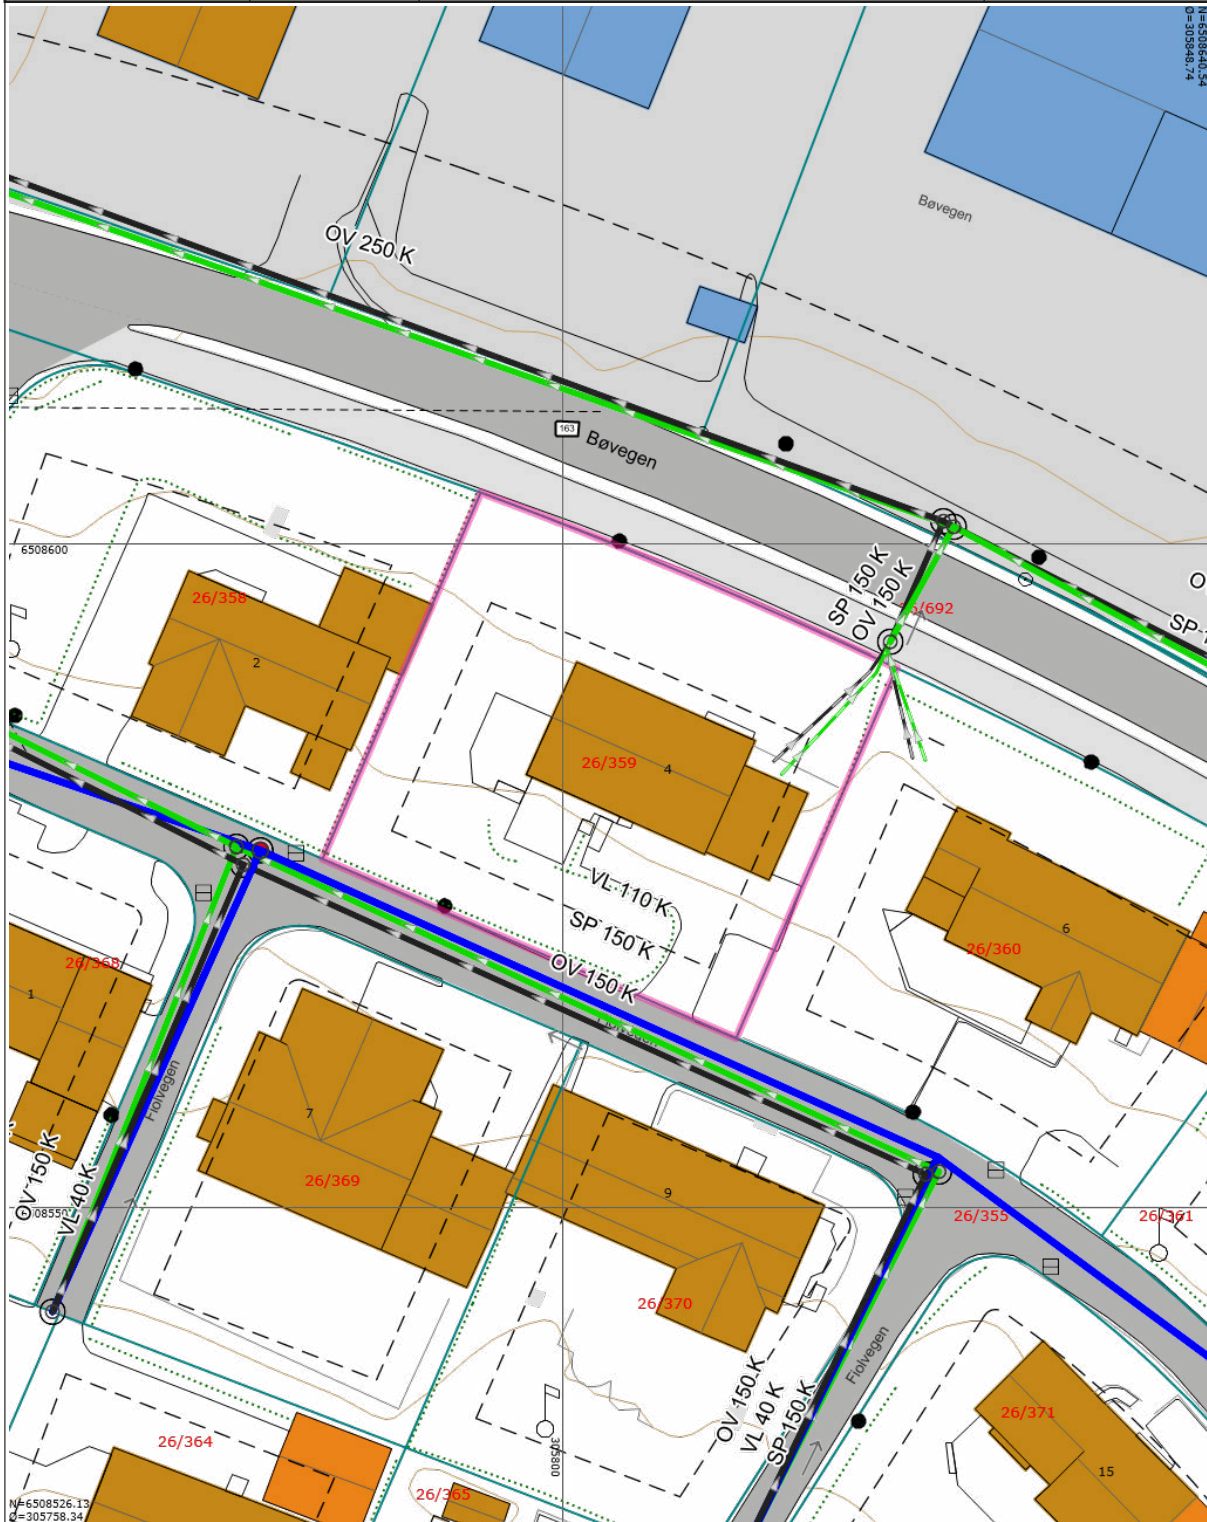 N=6508640.54
Ø=305848.74
Bøvegen
OV 250 K
163
Bøvegen
6508600
SP 150 K
OV 150 K
26/358
2
26/359
4
VL 110 K
SP 150 K
OV 150 K
26/360
6
26/368
1
Flolvegen
7
26/369
9
26/370
OV 150 K
VL 40 K
26/355
26/361
OV 150 K
VL 40 K
SP 150 K
Flolvegen
26/371
15
26/364
26/365
305800
N=6508526.13
Ø=305758.34